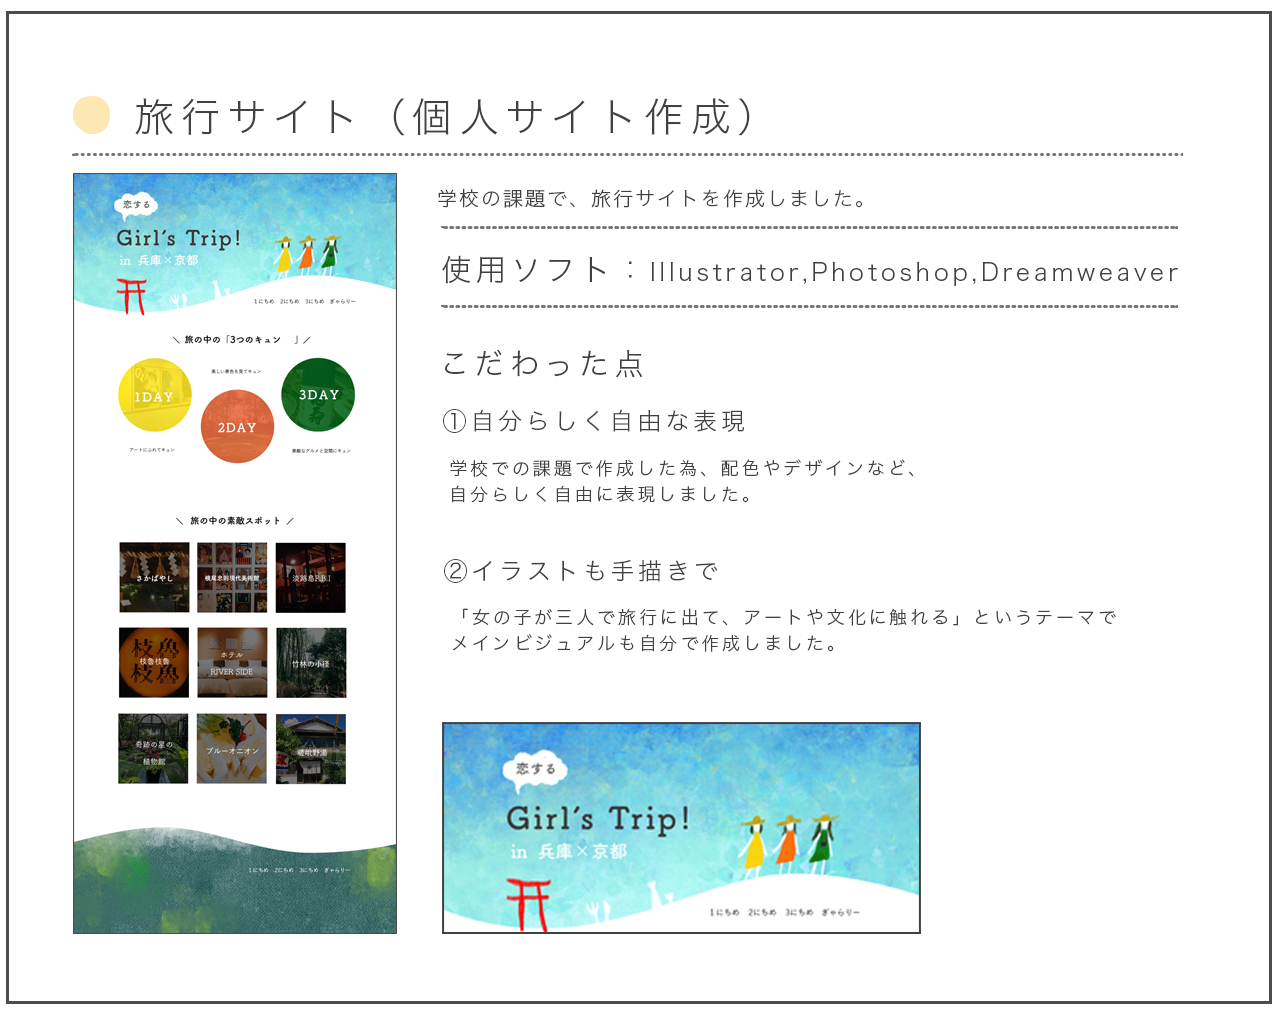 旅行サイト（個人サイト作成）
恋する
Girl's Trip!
in 兵庫×京都
1にちめ 2にちめ 3にちめ ぎゃらりー
＼ 旅の中の「3つのキュン 」／
1DAY
アートにふれてキュン
美しい景色を見てキュン
2DAY
3DAY
素敵なグルメと空間にキュン
＼ 旅の中の素敵スポット ／
さかばやし
横尾忠則現代美術館
淡路島F.B.I
枝魯枝魯
ホテル
RIVER SIDE
竹林の小径
奇跡の星の
植物館
ブルーオニオン
嵯峨野湯
1にちめ 2にちめ 3にちめ ぎゃらりー
学校の課題で、旅行サイトを作成しました。
使用ソフト：Illustrator,Photoshop,Dreamweaver
こだわった点
①自分らしく自由な表現
学校での課題で作成した為、配色やデザインなど、
自分らしく自由に表現しました。
②イラストも手描きで
「女の子が三人で旅行に出て、アートや文化に触れる」というテーマで
メインビジュアルも自分で作成しました。
恋する
Girl's Trip!
in 兵庫×京都
1にちめ 2にちめ 3にちめ ぎゃらりー